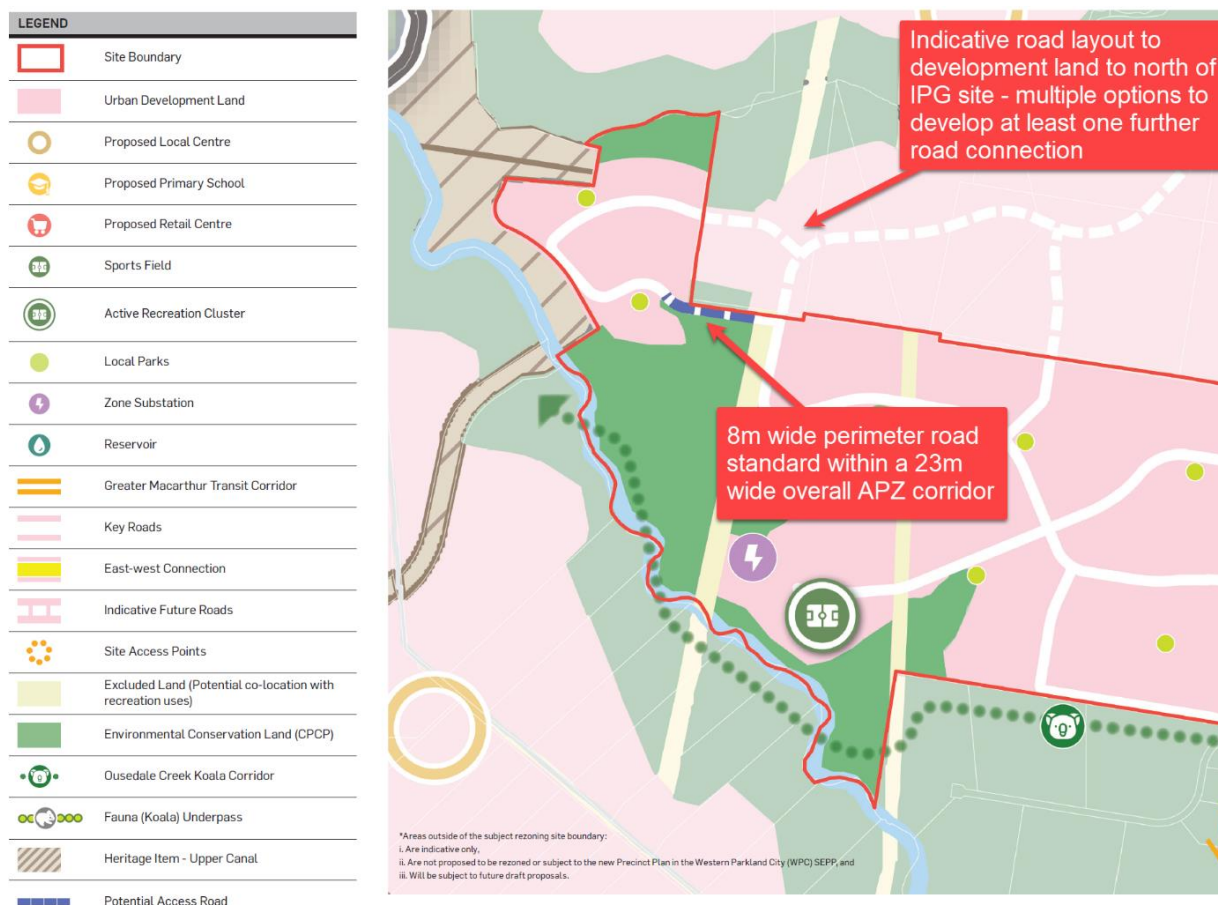 LEGEND
Site Boundary
Urban Development Land
Proposed Local Centre
Proposed Primary School
Proposed Retail Centre
Sports Field
Active Recreation Cluster
Local Parks
Zone Substation
Reservoir
Greater Macarthur Transit Corridor
Key Roads
East-west Connection
Indicative Future Roads
Site Access Points
Excluded Land (Potential co-location with
recreation uses)
Environmental Conservation Land (CPCP)
Ousedale Creek Koala Corridor
Fauna (Koala) Underpass
Heritage Item - Upper Canal
Potential Access Road
Indicative road layout to
development land to north of
IPG site - multiple options to
develop at least one further
road connection
8m wide perimeter road
standard within a 23m
wide overall APZ corridor
*Areas outside of the subject rezoning site boundary:
i. Are indicative only,
ii. Are not proposed to be rezoned or subject to the new Precinct Plan in the Western Parkland City (WPC) SEPP, and
iii. Will be subject to future draft proposals.